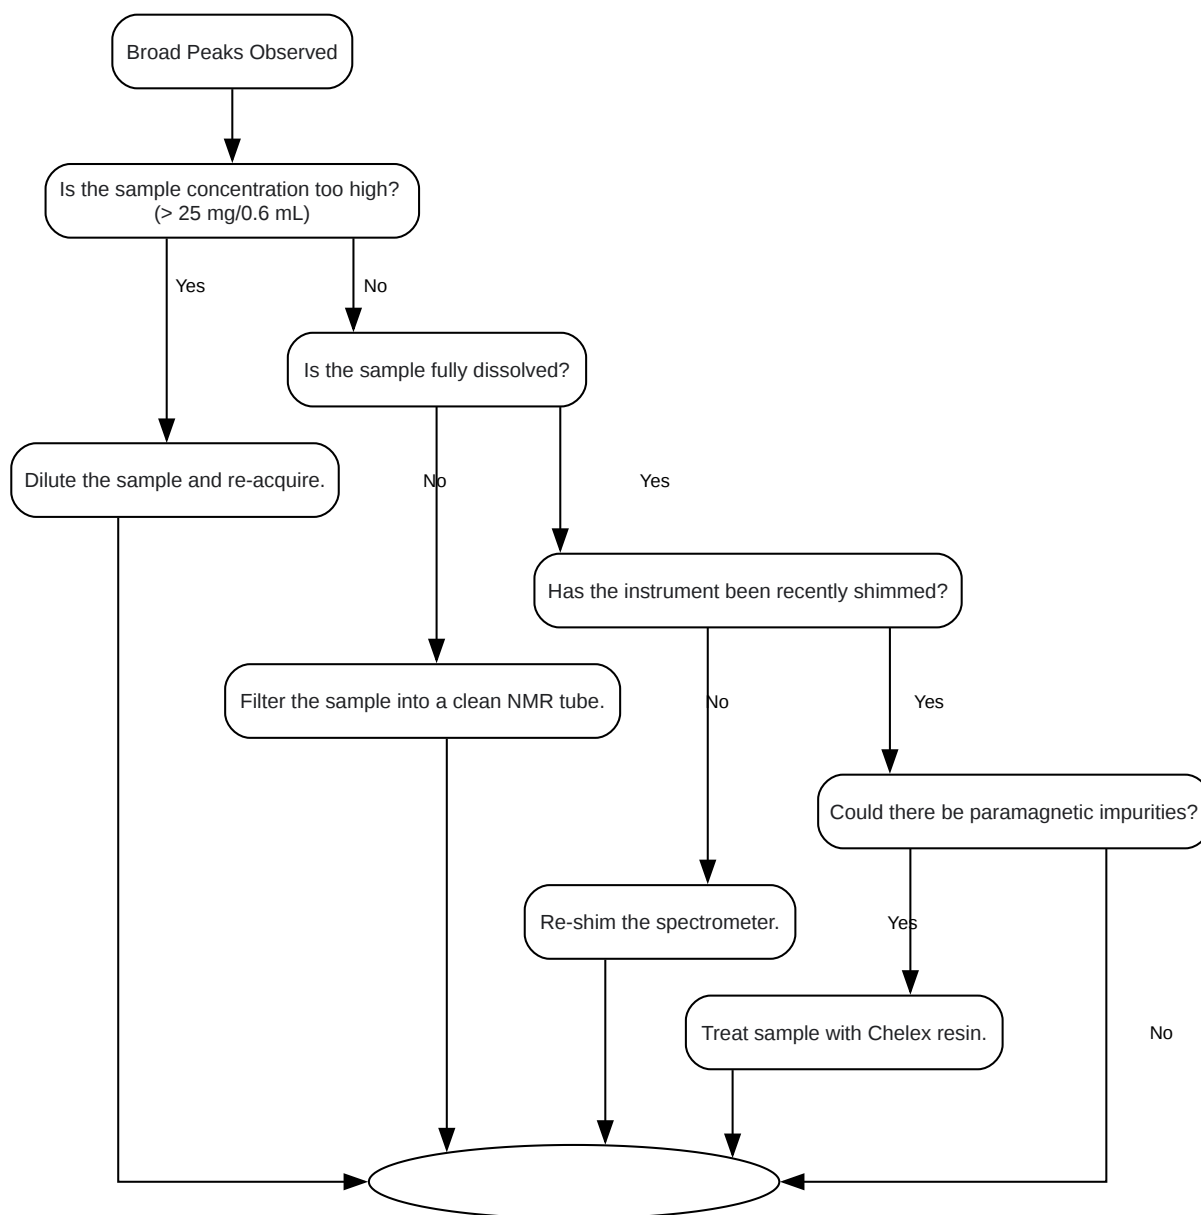 Broad Peaks Observed
Is the sample concentration too high?
(> 25 mg/0.6 mL)
Yes
No
Is the sample fully dissolved?
Dilute the sample and re-acquire.
No
Yes
Has the instrument been recently shimmed?
Filter the sample into a clean NMR tube.
No
Yes
Could there be paramagnetic impurities?
Re-shim the spectrometer.
Yes
Treat sample with Chelex resin.
No